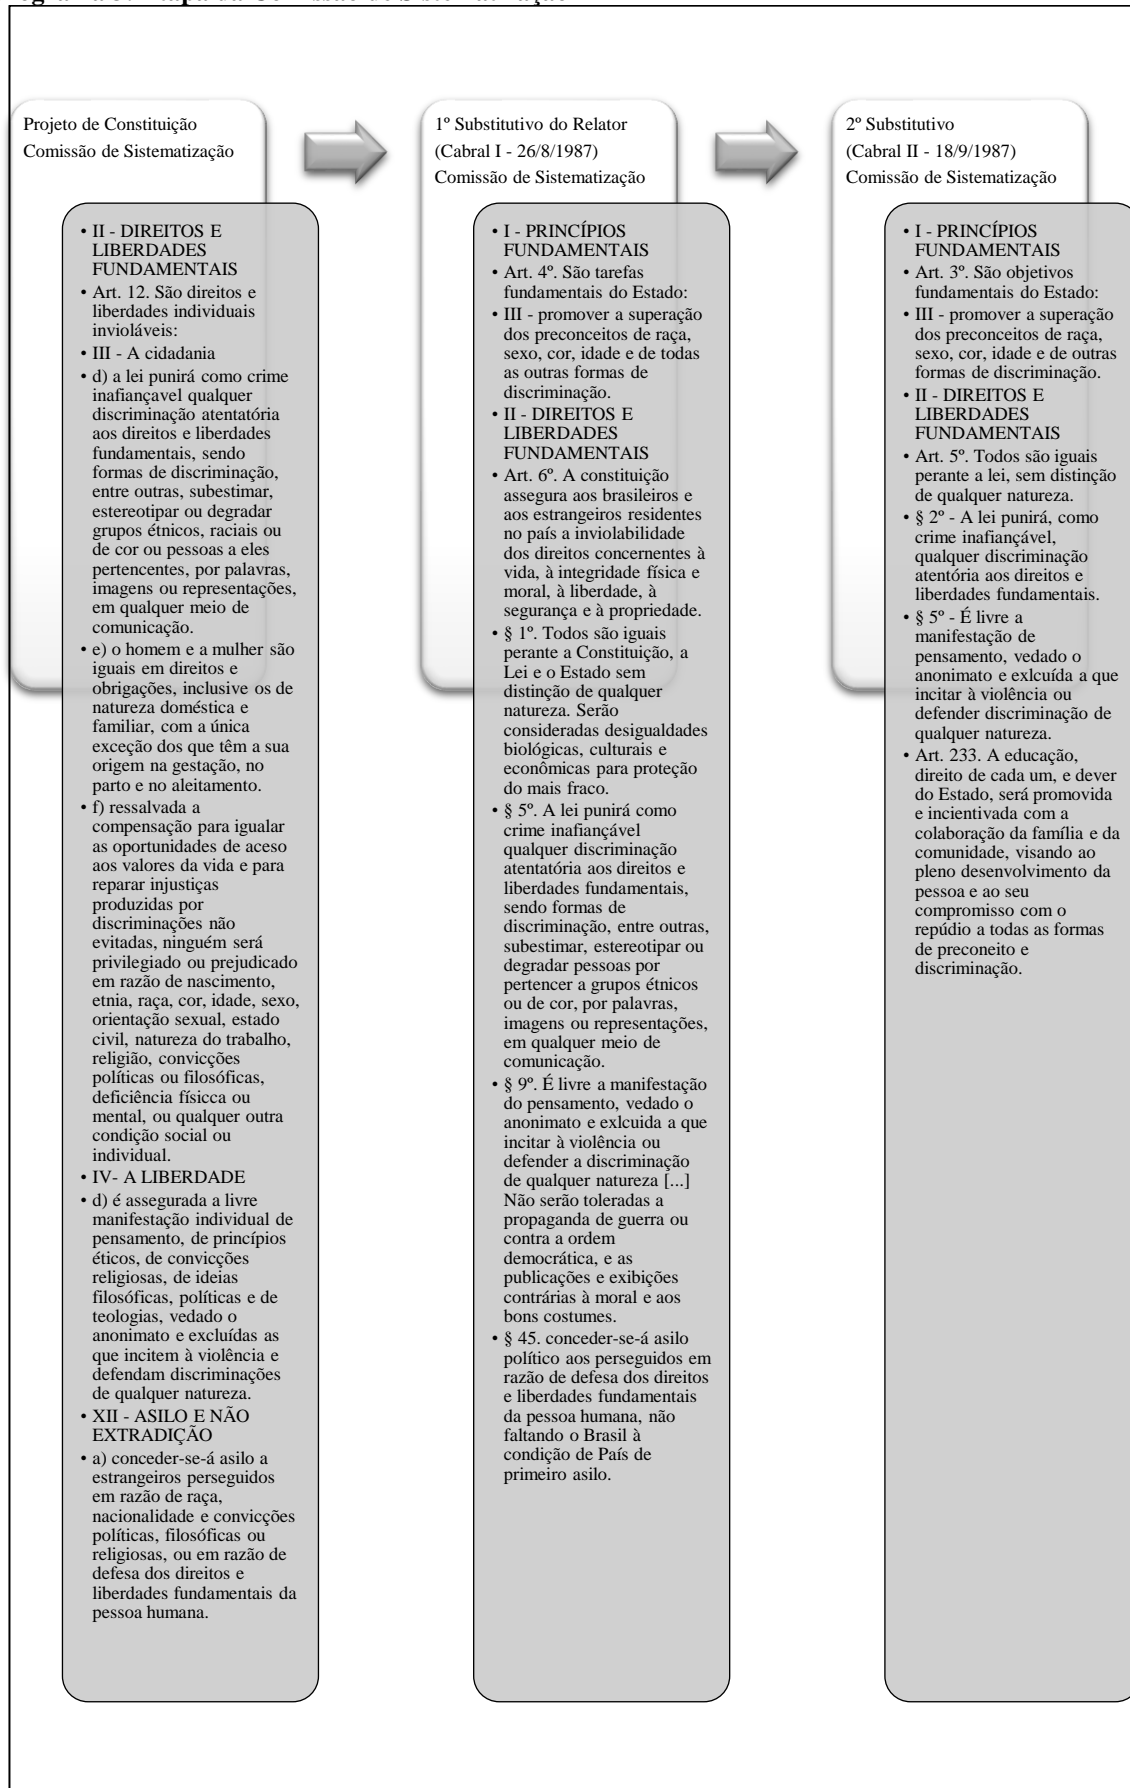 Projeto de Constituição
Comissão de Sistematização
• II - DIREITOS E
LIBERDADES
FUNDAMENTAIS
• Art. 12. São direitos e
liberdades individuais
invioláveis:
• III - A cidadania
• d) a lei punirá como crime
inafiançavel qualquer
discriminação atentatória
aos direitos e liberdades
fundamentais, sendo
formas de discriminação,
entre outras, subestimar,
estereotipar ou degradar
grupos étnicos, raciais ou
de cor ou pessoas a eles
pertencentes, por palavras,
imagens ou representações,
em qualquer meio de
comunicação.
• e) o homem e a mulher são
iguais em direitos e
obrigações, inclusive os de
natureza doméstica e
familiar, com a única
exceção dos que têm a sua
origem na gestação, no
parto e no aleitamento.
• f) ressalvada a
compensação para igualar
as oportunidades de aceso
aos valores da vida e para
reparar injustiças
produzidas por
discriminações não
evitadas, ninguém será
privilegiado ou prejudicado
em razão de nascimento,
etnia, raça, cor, idade, sexo,
orientação sexual, estado
civil, natureza do trabalho,
religião, convicções
políticas ou filosóficas,
deficiência físicca ou
mental, ou qualquer outra
condição social ou
individual.
• IV- A LIBERDADE
• d) é assegurada a livre
manifestação individual de
pensamento, de princípios
éticos, de convicções
religiosas, de ideias
filosóficas, políticas e de
teologias, vedado o
anonimato e excluídas as
que incitem à violência e
defendam discriminações
de qualquer natureza.
• XII - ASILO E NÃO
EXTRADIÇÃO
• a) conceder-se-á asilo a
estrangeiros perseguidos
em razão de raça,
nacionalidade e convicções
políticas, filosóficas ou
religiosas, ou em razão de
defesa dos direitos e
liberdades fundamentais da
pessoa humana.
1º Substitutivo do Relator
(Cabral I - 26/8/1987)
Comissão de Sistematização
• I - PRINCÍPIOS
FUNDAMENTAIS
• Art. 4º. São tarefas
fundamentais do Estado:
• III - promover a superação
dos preconceitos de raça,
sexo, cor, idade e de todas
as outras formas de
discriminação.
• II - DIREITOS E
LIBERDADES
FUNDAMENTAIS
• Art. 6º. A constituição
assegura aos brasileiros e
aos estrangeiros residentes
no país a inviolabilidade
dos direitos concernentes à
vida, à integridade física e
moral, à liberdade, à
segurança e à propriedade.
• § 1º. Todos são iguais
perante a Constituição, a
Lei e o Estado sem
distinção de qualquer
natureza. Serão
consideradas desigualdades
biológicas, culturais e
econômicas para proteção
do mais fraco.
• § 5º. A lei punirá como
crime inafiançável
qualquer discriminação
atentatória aos direitos e
liberdades fundamentais,
sendo formas de
discriminação, entre outras,
subestimar, estereotipar ou
degradar pessoas por
pertencer a grupos étnicos
ou de cor, por palavras,
imagens ou representações,
em qualquer meio de
comunicação.
• § 9º. É livre a manifestação
do pensamento, vedado o
anonimato e exlcuida a que
incitar à violência ou
defender a discriminação
de qualquer natureza [...]
Não serão toleradas a
propaganda de guerra ou
contra a ordem
democrática, e as
publicações e exibições
contrárias à moral e aos
bons costumes.
• § 45. conceder-se-á asilo
político aos perseguidos em
razão de defesa dos direitos
e liberdades fundamentais
da pessoa humana, não
faltando o Brasil à
condição de País de
primeiro asilo.
2º Substitutivo
(Cabral II - 18/9/1987)
Comissão de Sistematização
• I - PRINCÍPIOS
FUNDAMENTAIS
• Art. 3º. São objetivos
fundamentais do Estado:
• III - promover a superação
dos preconceitos de raça,
sexo, cor, idade e de outras
formas de discriminação.
• II - DIREITOS E
LIBERDADES
FUNDAMENTAIS
• Art. 5º. Todos são iguais
perante a lei, sem distinção
de qualquer natureza.
• § 2º - A lei punirá, como
crime inafiançável,
qualquer discriminação
atentória aos direitos e
liberdades fundamentais.
• § 5º - É livre a
manifestação de
pensamento, vedado o
anonimato e exlcuída a que
incitar à violência ou
defender discriminação de
qualquer natureza.
• Art. 233. A educação,
direito de cada um, e dever
do Estado, será promovida
e incientivada com a
colaboração da família e da
comunidade, visando ao
pleno desenvolvimento da
pessoa e ao seu
compromisso com o
repúdio a todas as formas
de preconeito e
discriminação.